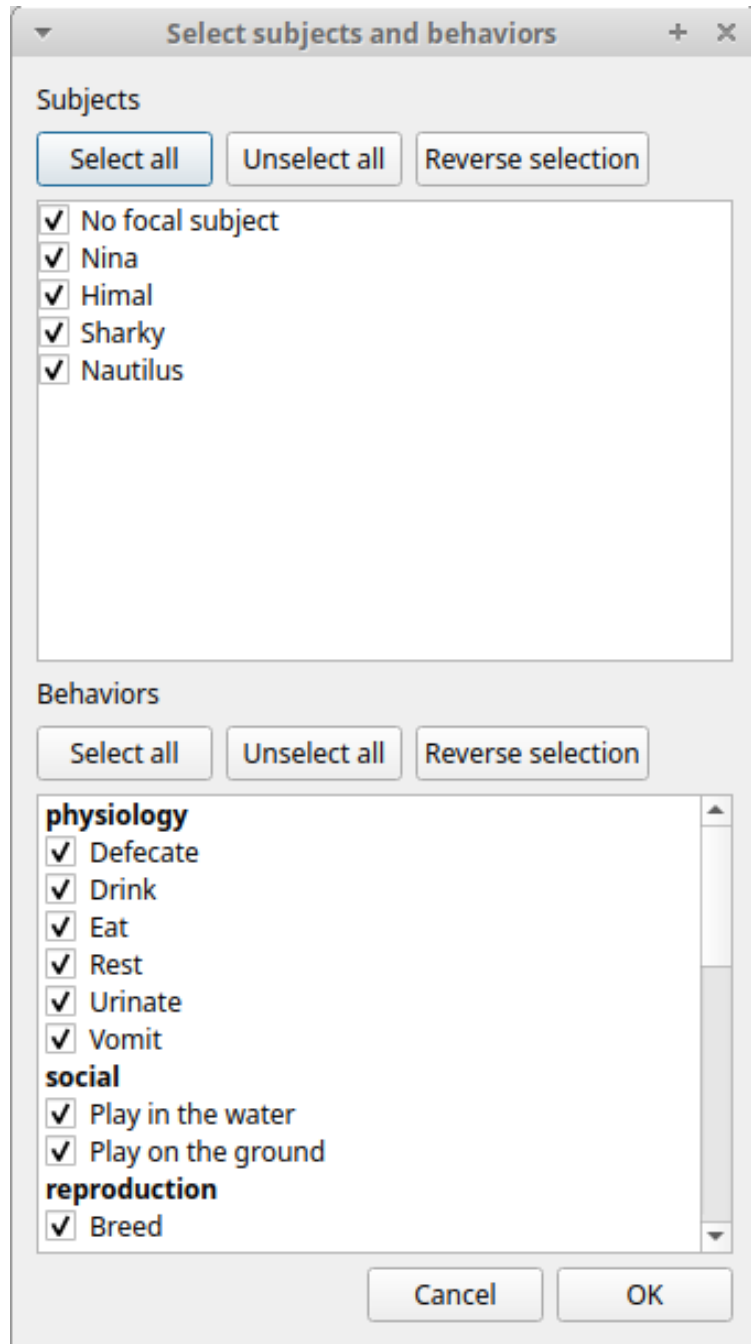 Select subjects and behaviors
Subjects
Select all Unselect all Reverse selection
No focal subject
Nina
Himal
Sharky
Nautilus
Behaviors
Select all Unselect all Reverse selection
physiology
Defecate
Drink
Eat
Rest
Urinate
Vomit
social
Play in the water
Play on the ground
reproduction
Breed
Cancel OK